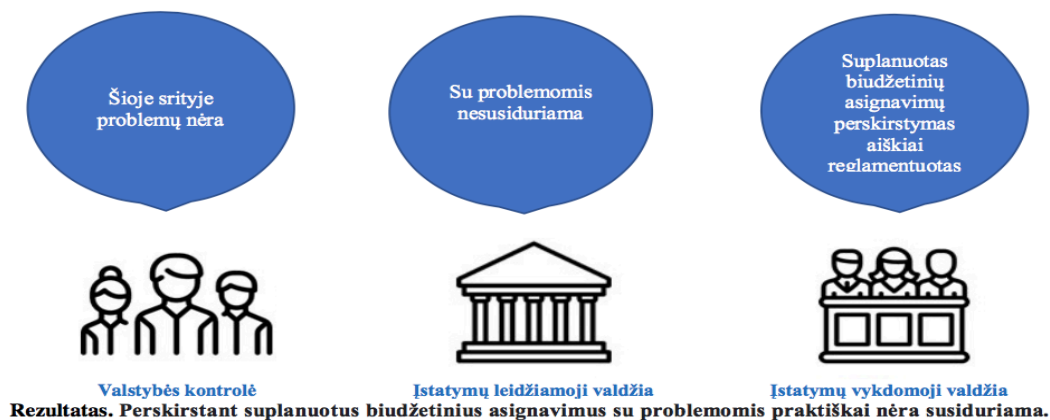 Šioje srityje
problemų nėra
Su problemomis
nesusiduriama
Suplanuotas
biudžetinių
asignavimų
perskirstymas
aiškiai
reglamentuotas
Valstybės kontrolė
Įstatymų leidžiamoji valdžia
Įstatymų vykdomoji valdžia
Rezultatas. Perskirstant suplanuotus biudžetinius asignavimus su problemomis praktiškai nėra susiduriama.